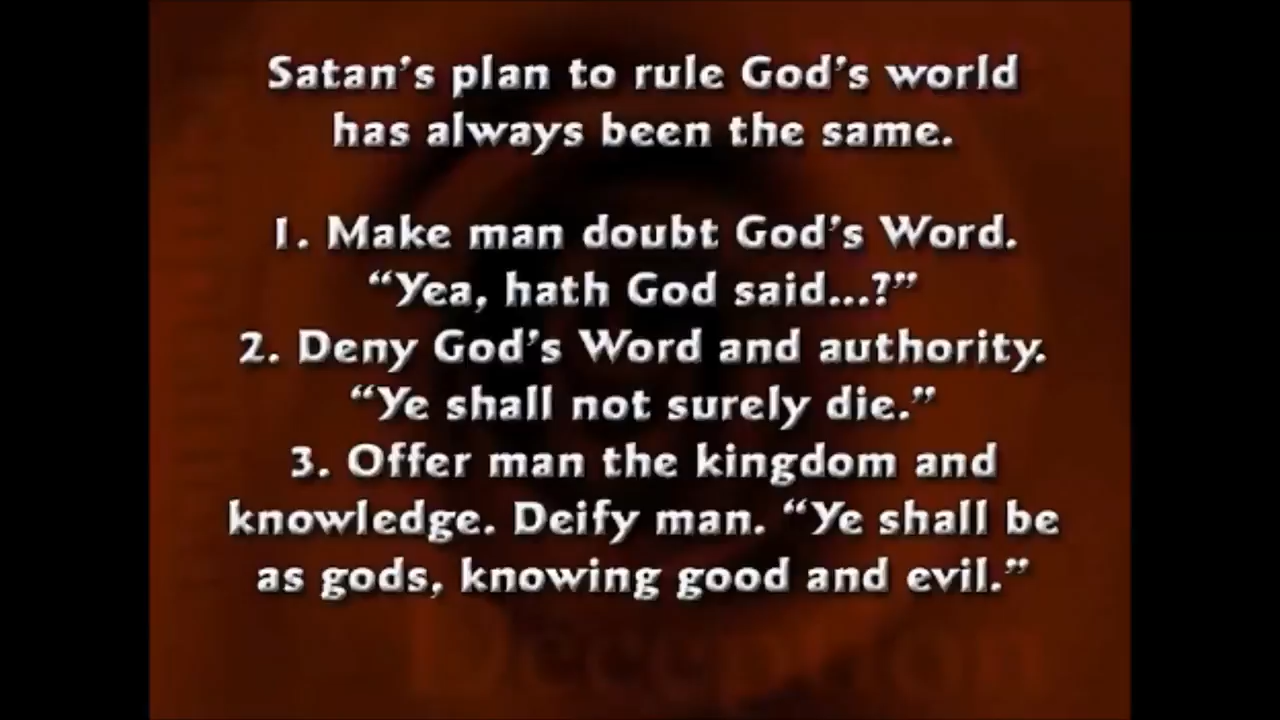 Satan's plan to rule God's world
has always been the same.
1. Make man doubt God's Word.
“Yea, hath God said...?”
2. Deny God's Word and authority.
“Ye shall not surely die.”
3. Offer man the kingdom and
knowledge. Deify man. “Ye shall be
as gods, knowing good and evil.”
Deception